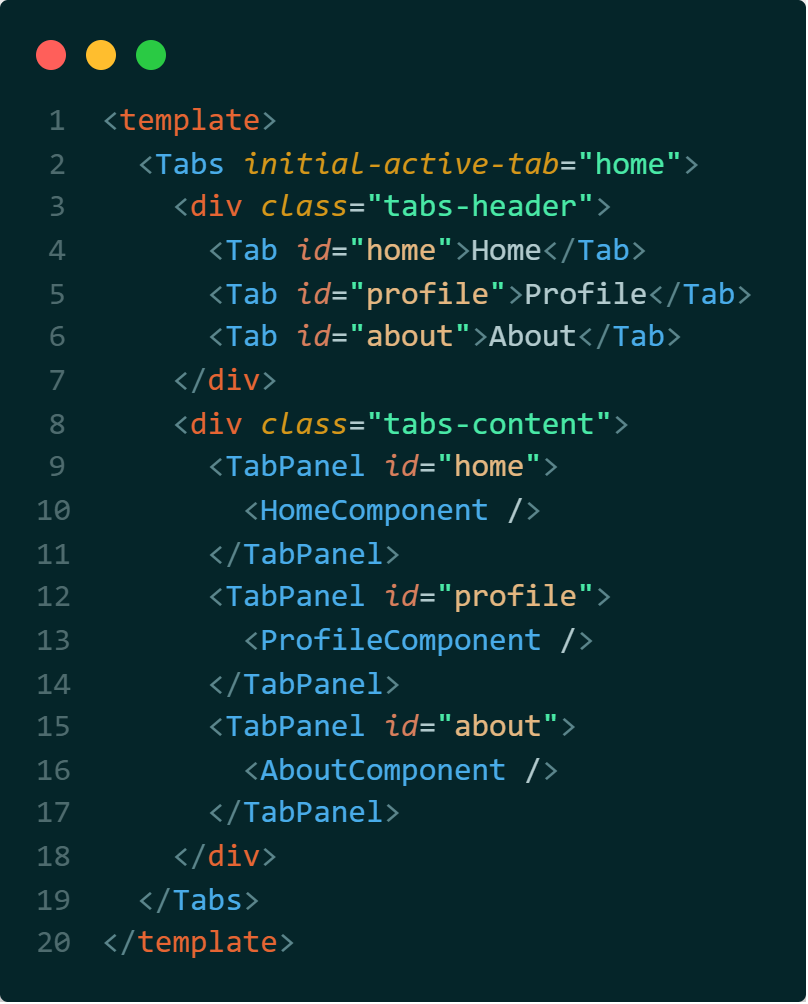 1 <template>
2   <Tabs initial-active-tab="home">
3     <div class="tabs-header">
4       <Tab id="home">Home</Tab>
5       <Tab id="profile">Profile</Tab>
6       <Tab id="about">About</Tab>
7     </div>
8     <div class="tabs-content">
9       <TabPanel id="home">
10         <HomeComponent />
11       </TabPanel>
12       <TabPanel id="profile">
13         <ProfileComponent />
14       </TabPanel>
15       <TabPanel id="about">
16         <AboutComponent />
17       </TabPanel>
18     </div>
19   </Tabs>
20 </template>